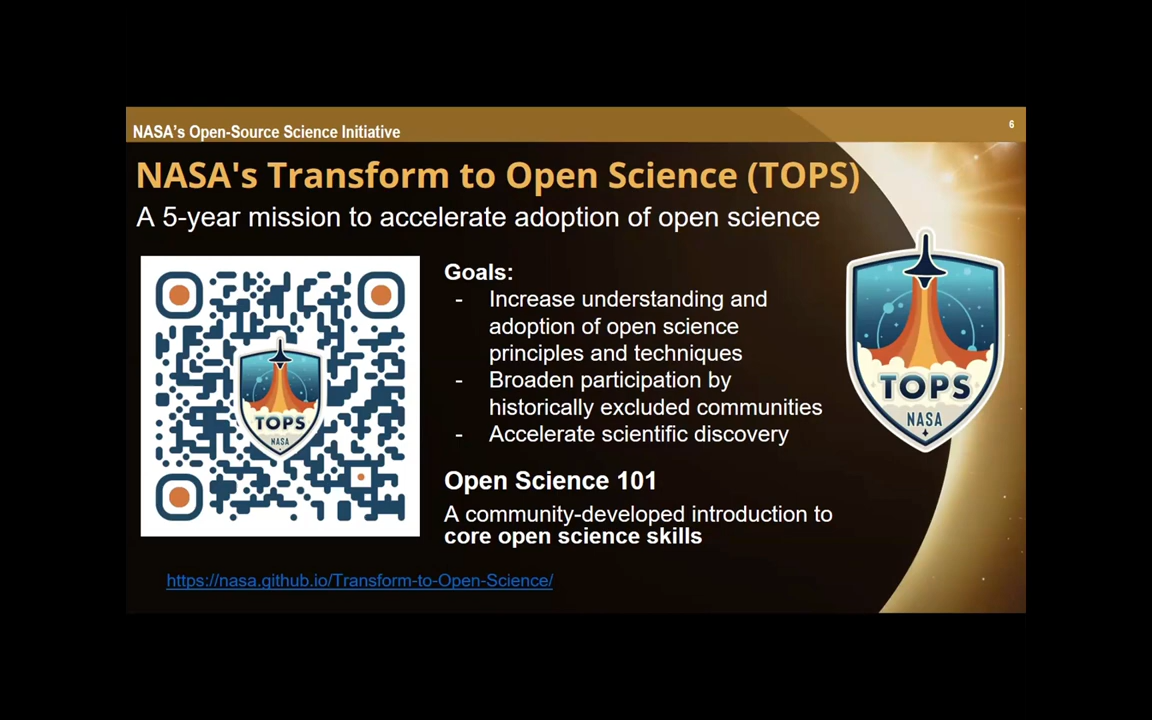 NASA's Open-Source Science Initiative
6
NASA's Transform to Open Science (TOPS)
A 5-year mission to accelerate adoption of open science
TOPS
NASA
Goals:
- Increase understanding and
adoption of open science
principles and techniques
- Broaden participation by
historically excluded communities
- Accelerate scientific discovery
Open Science 101
A community-developed introduction to
core open science skills
TOPS
NASA
https://nasa.github.io/Transform-to-Open-Science/